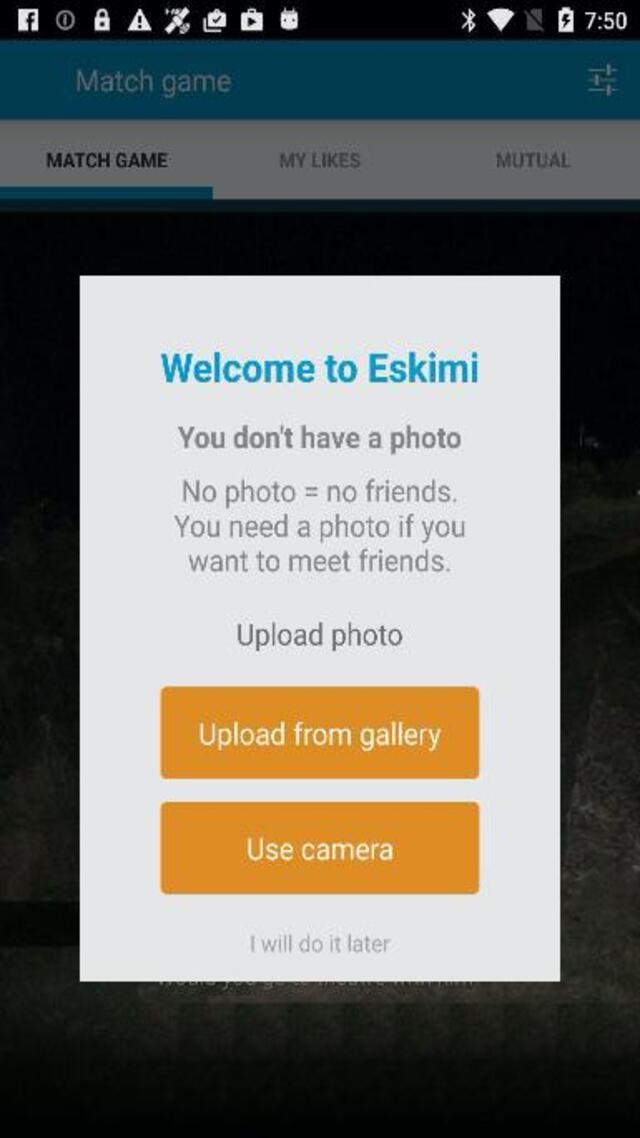 7:50
Match game
MATCH GAME MY LIKES MUTUAL
Welcome to Eskimi
You don't have a photo
No photo = no friends.
You need a photo if you
want to meet friends.
Upload photo
Upload from gallery
Use camera
I will do it later